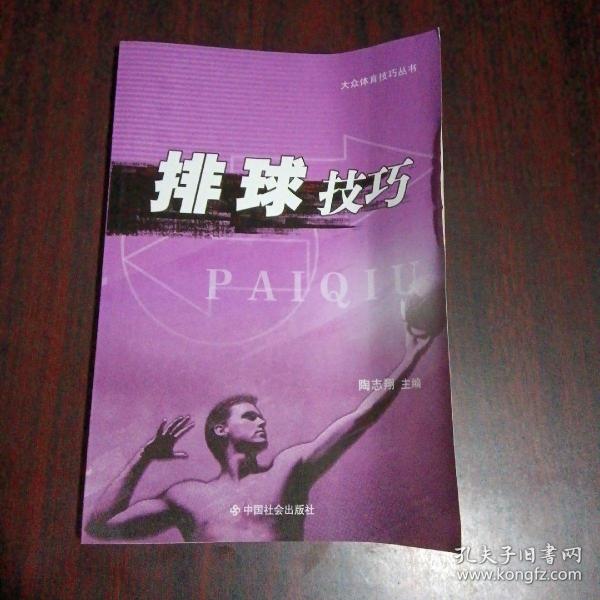 大众体育技巧丛书
排球技巧
PAIQIU
陶志翔 主编
中国社会出版社
孔夫子旧书网
www.kongfz.com